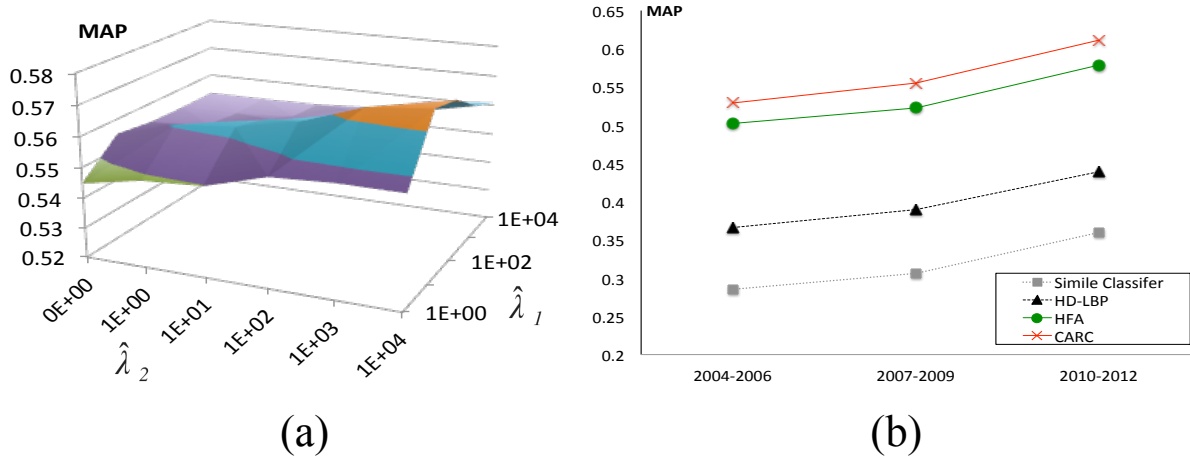 MAP
0.58
0.57
0.56
0.55
0.54
0.53
0.52
0E+00
1E+00
1E+01
1E+02
1E+03
1E+04
λ̂ 2
1E+04
1E+02
1E+00
λ̂ 1
(a)
MAP
0.65
0.6
0.55
0.5
0.45
0.4
0.35
0.3
0.25
0.2
Simile Classifer
HD-LBP
HFA
CARC
2004-2006
2007-2009
2010-2012
(b)